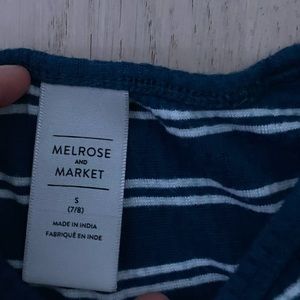 MELROSE
AND
MARKET
S
(7/8)
MADE IN INDIA
FABRIQUÉ EN INDE